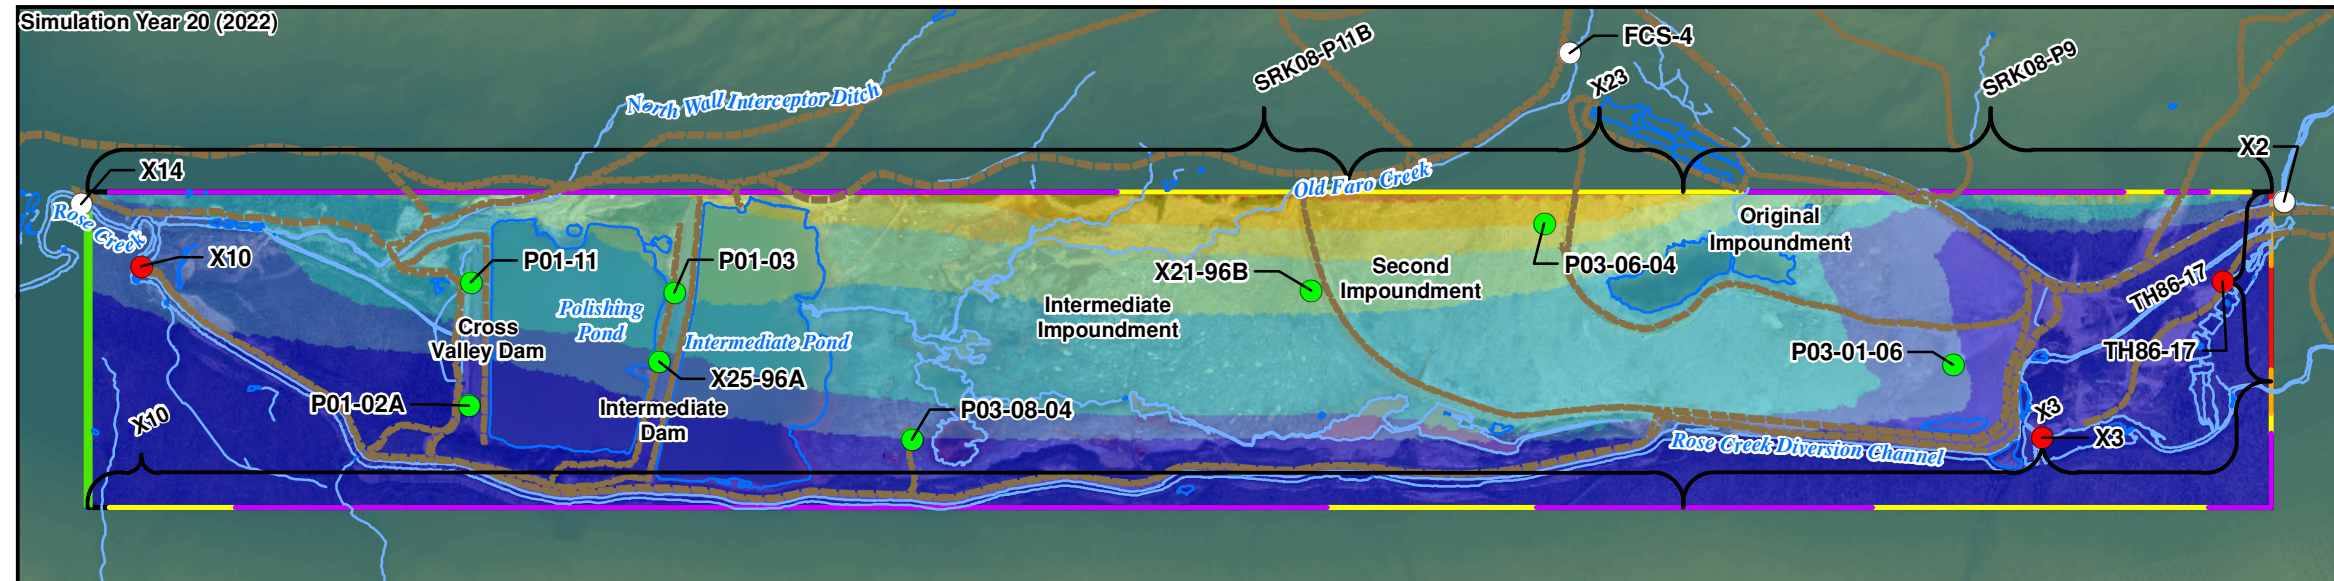 Simulation Year 20 (2022)
FCS-4
SRK08-P11B
SRK08-P9
X23
North Wall Interceptor Ditch
X2
X14
Old Faro Creek
Rose Creek
Original
Impoundment
X10
P01-11
P01-03
X21-96B
Second
Impoundment
P03-06-04
TH86-17
Intermediate
Impoundment
Polishing
Pond
Cross
Valley Dam
Intermediate Pond
P03-01-06
TH86-17
X25-96A
P01-02A
Intermediate
Dam
P03-08-04
X10
X3
X3
Rose Creek Diversion Channel